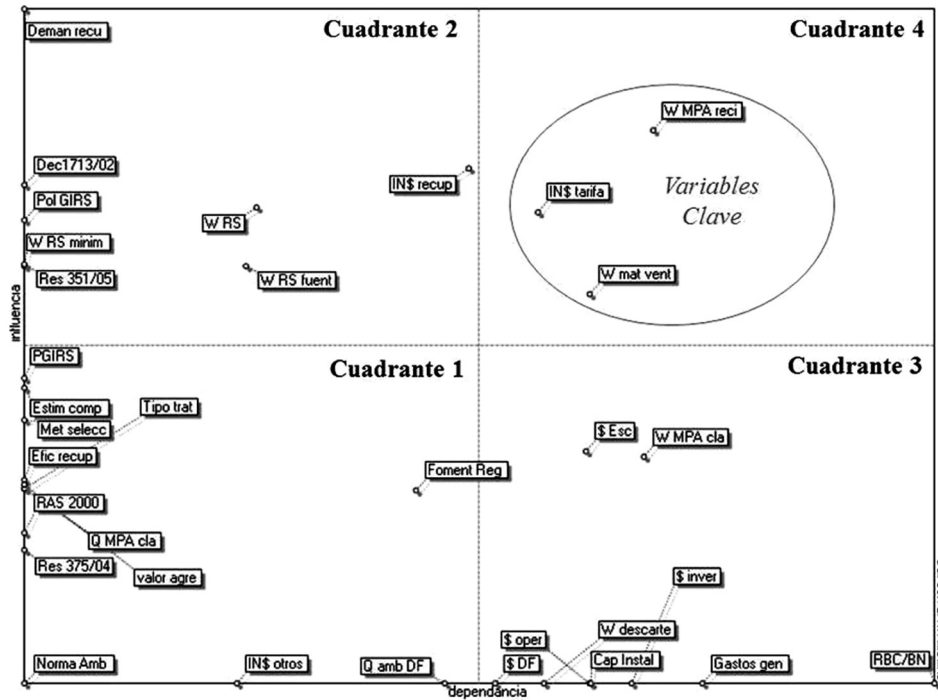 Cuadrante 2
Cuadrante 4
Deman recu
W MPA reci
Dec1713/02
IN$ recup
IN$ tarifa
Variables
Clave
Pol GIRS
W RS
W RS minim
Res 351/05
W RS fuent
W mat vent
influencia
PGIRS
Cuadrante 1
Cuadrante 3
Estim comp
Tipo trat
Met selecc
$ Esc
W MPA cla
Efic recup
Foment Reg
RAS 2000
Q MPA cla
Res 375/04
valor agre
$ inver
W descarte
$ oper
Norma Amb
IN$ otros
Q amb DF
$ DF
Cap Instal
Gastos gen
RBC/BN
dependancia